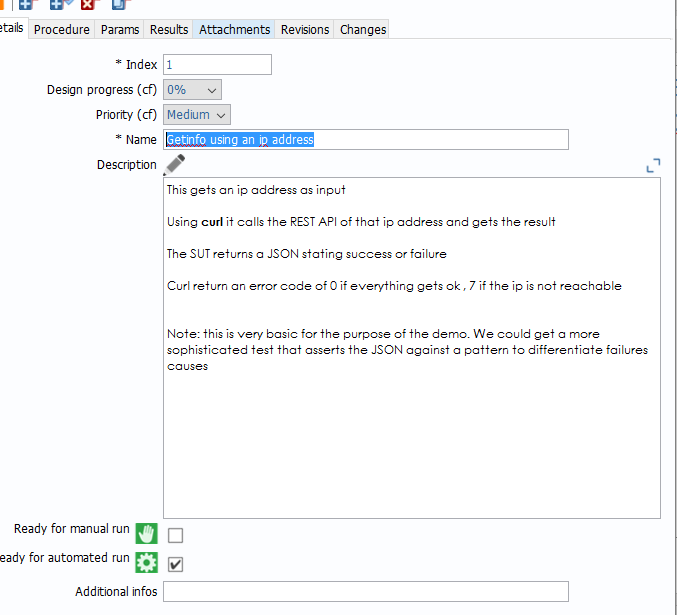 etails Procedure Params Results Attachments Revisions Changes
* Index 1
Design progress (cf) 0%
Priority (cf) Medium
* Name Getinfo using an ip address
Description
This gets an ip address as input
Using curl it calls the REST API of that ip address and gets the result
The SUT returns a JSON stating success or failure
Curl return an error code of 0 if everything gets ok , 7 if the ip is not reachable
Note: this is very basic for the purpose of the demo. We could get a more
sophisticated test that asserts the JSON against a pattern to differentiate failures
causes
Ready for manual run
eady for automated run
Additional infos